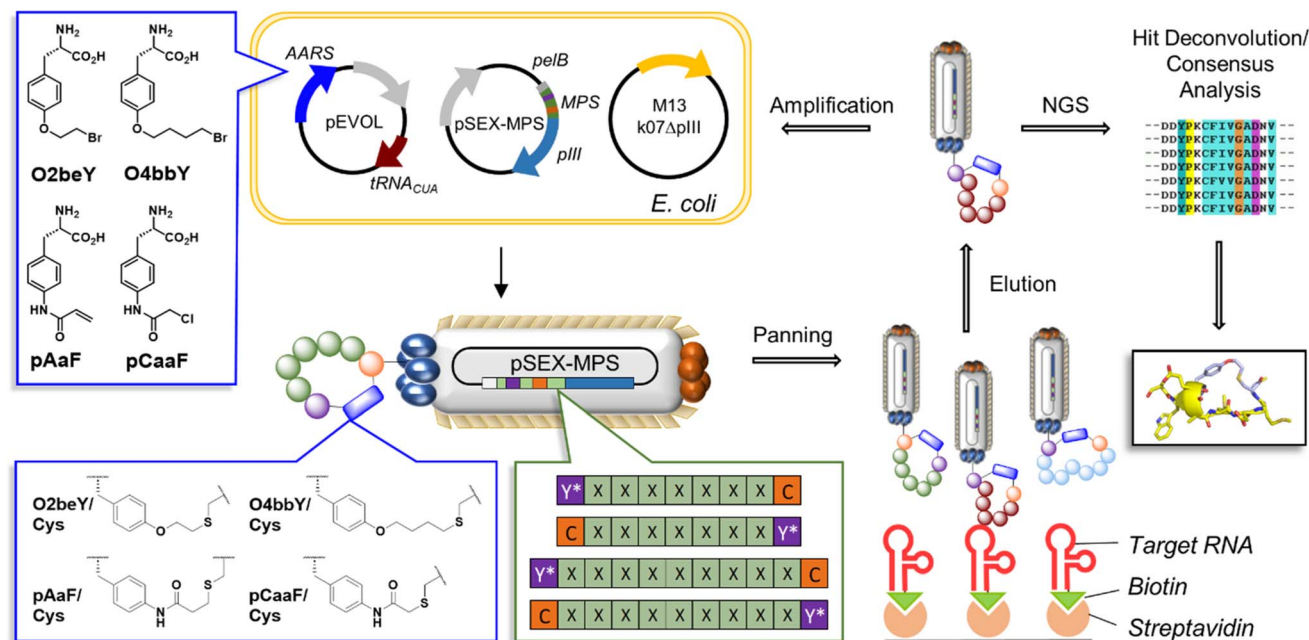 NH₂
CO₂H
O
Br
O2beY
NH₂
CO₂H
O
Br
O4bbY
NH₂
CO₂H
HN
O
pAaF
NH₂
CO₂H
HN
Cl
O
pCaaF
AARS
pEVOL
tRNA_CUA
pelB
MPS
pSEX-MPS
pIII
M13
k07ΔpIII
E. coli
Amplification
NGS
Hit Deconvolution/
Consensus
Analysis
--DDYPKCFIVGADNV--
--DDYPKCFIVGADNV--
--DDYPKCFIVGADNV--
--DDYPKCFVVGADNV--
--DDYPKCFIVGADNV--
--DDYPKCFIVGADNV--
--DDYPKCFIVGADNV--
Elution
pSEX-MPS
Panning
O2beY/
Cys
O
S
O4bbY/
Cys
O
S
pAaF/
Cys
N
H
O
S
pCaaF/
Cys
N
H
O
S
Y* X X X X X X X C
C X X X X X X X Y*
Y* X X X X X X X X X C
C X X X X X X X X X Y*
Target RNA
Biotin
Streptavidin